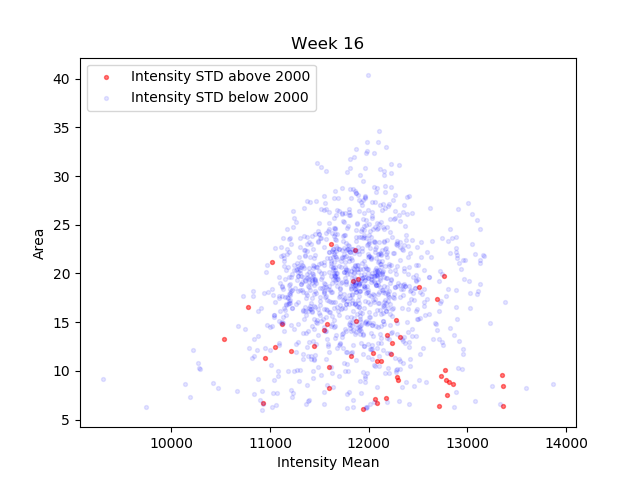 Week 16
Intensity STD above 2000
Intensity STD below 2000
40
35
30
25
20
15
10
5
Area
10000 11000 12000 13000 14000
Intensity Mean